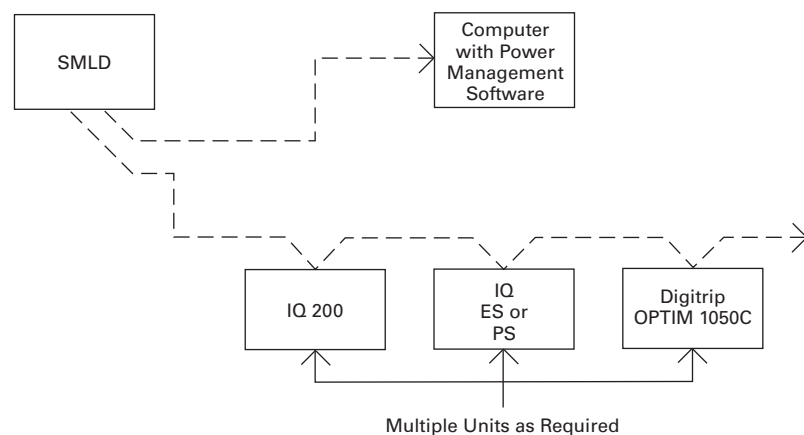 SMLD
Computer
with Power
Management
Software
IQ 200
IQ
ES or
PS
Digitrip
OPTIM 1050C
Multiple Units as Required